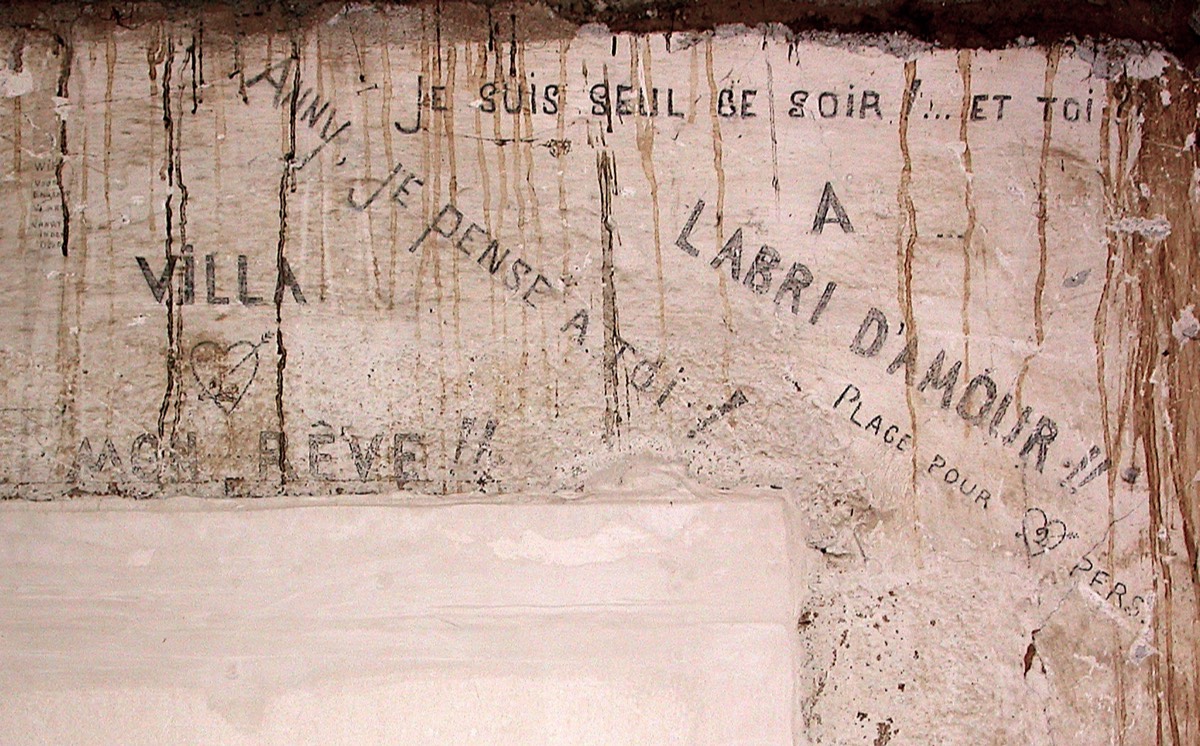 JE SUIS SEUL CE SOIR !... ET TOI ?
ANNY, JE PENSE A TOI..!
A
LABRI D'AMOUR.!!
PLACE POUR 2 PERS.
VILLA
MON RÊVE !!